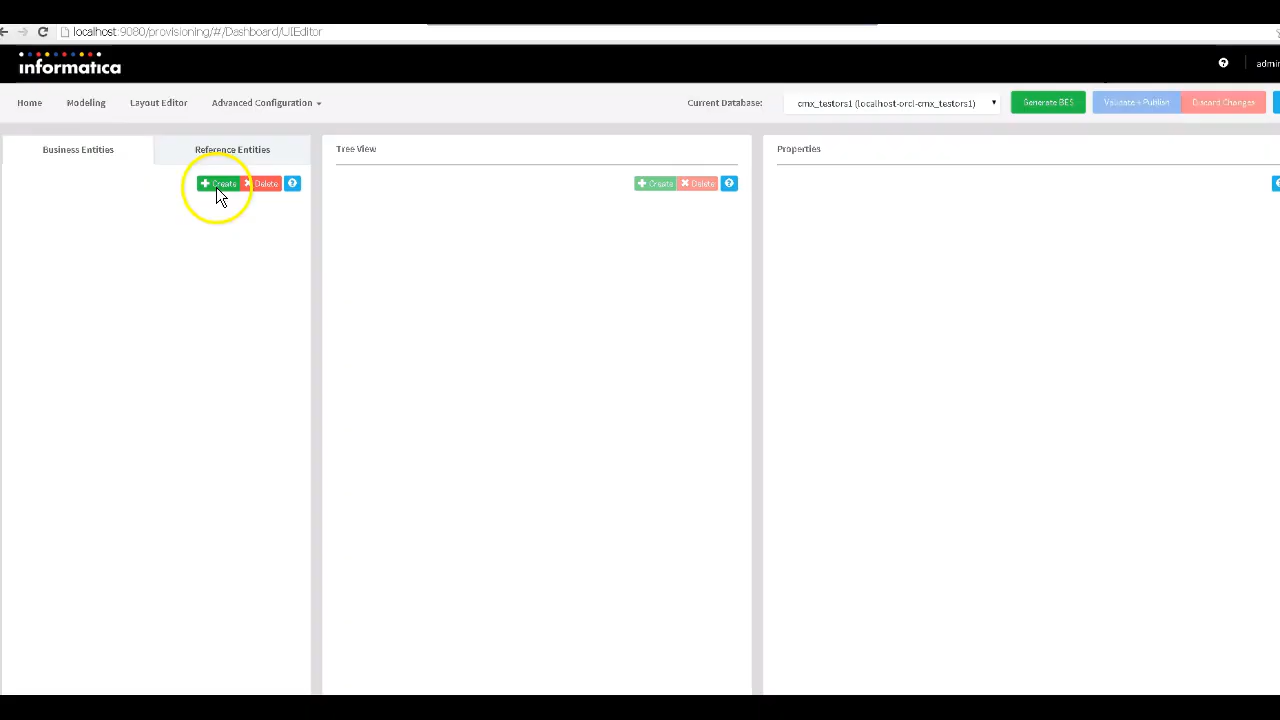 localhost:9080/provisioning/#/Dashboard/UIEditor
informatica
admin
Home Modeling Layout Editor Advanced Configuration Current Database: cmx_testors1 (localhost-orcl-cmx_testors1) Generate BES Validate + Publish Discard Changes
Business Entities Reference Entities Tree View Properties
Create Delete Create Delete